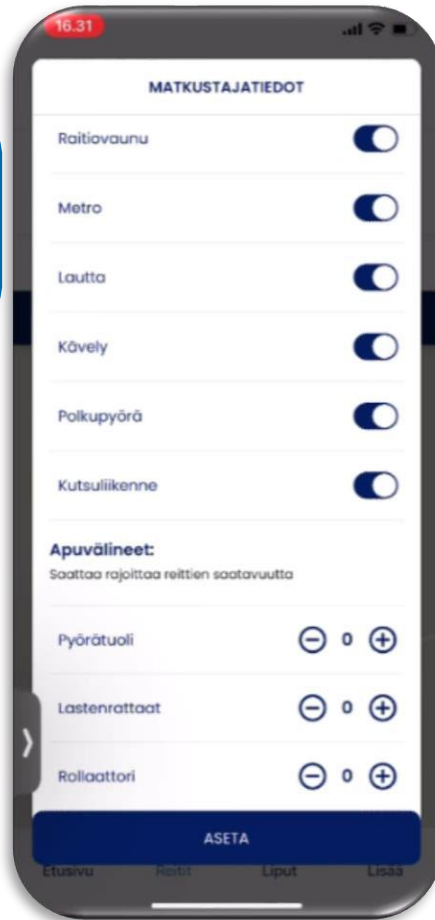 16.31
MATKUSTAJATIEDOT
Raitiovaunu
Metro
Lautta
Kävely
Polkupyörä
Kutsuliikenne
Apuvälineet:
Saattaa rajoittaa reittien saatavuutta
Pyörätuoli 0
Lastenrattaat 0
Rollaattori 0
ASETA
Etusivu Reitit Liput Lisää